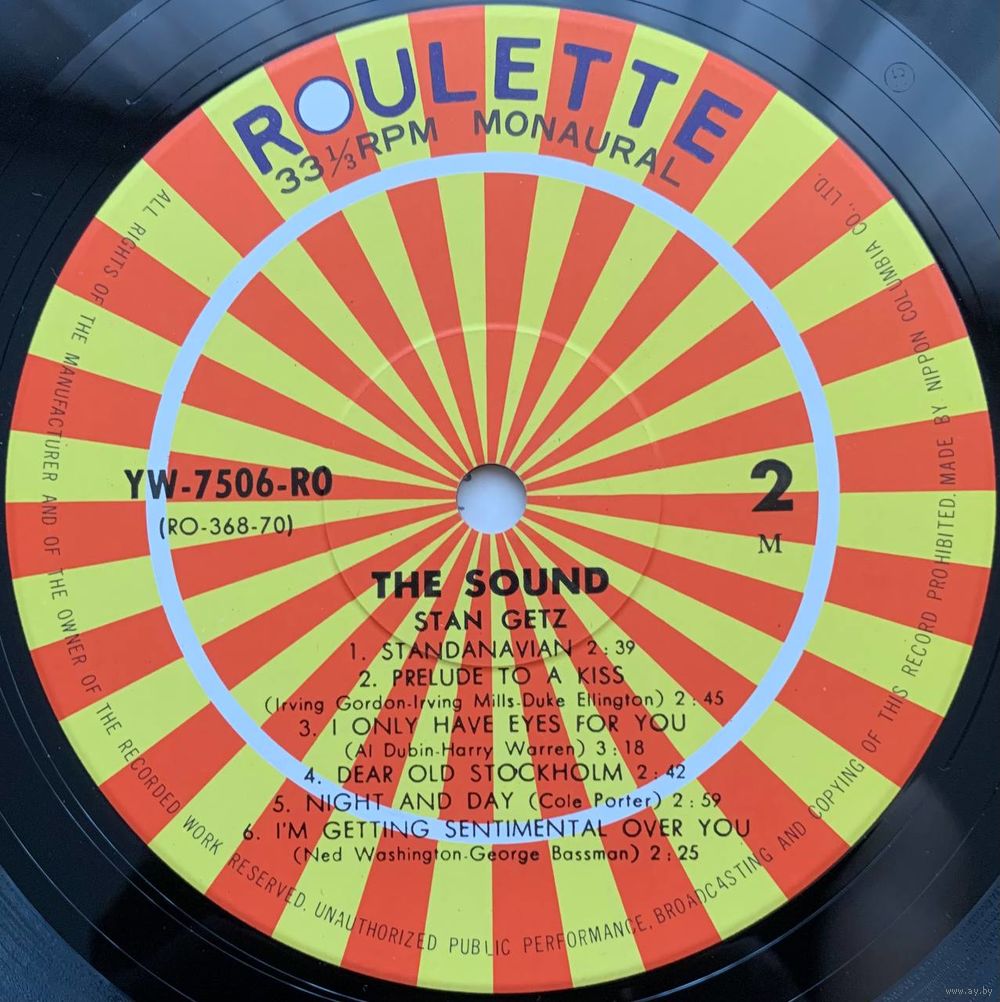 ROULETTE
33 1/3 RPM MONAURAL
YW-7506-RO
(RO-368-70)
2
M
THE SOUND
STAN GETZ
1. STANDANAVIAN 2:39
2. PRELUDE TO A KISS
(Irving Gordon-Irving Mills-Duke Ellington) 2:45
3. I ONLY HAVE EYES FOR YOU
(Al Dubin-Harry Warren) 3:18
4. DEAR OLD STOCKHOLM 2:42
5. NIGHT AND DAY (Cole Porter) 2:59
6. I'M GETTING SENTIMENTAL OVER YOU
(Ned Washington-George Bassman) 2:25
ALL RIGHTS OF THE MANUFACTURER AND OF THE OWNER OF THE RECORDED WORK RESERVED. UNAUTHORIZED PUBLIC PERFORMANCE, BROADCASTING AND COPYING OF THIS RECORD PROHIBITED. MADE BY NIPPON COLUMBIA CO., LTD.
www.ay.by